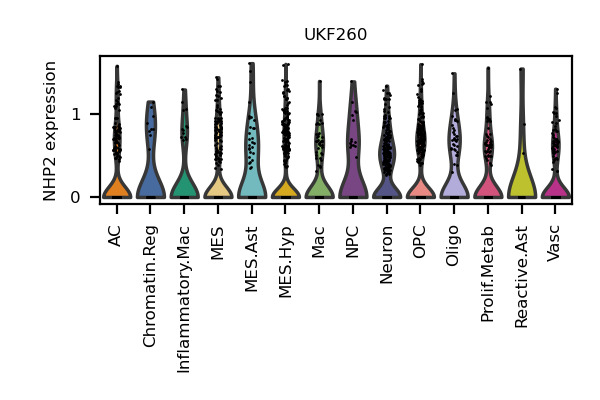 UKF260
NHP2 expression
1
0
AC
Chromatin.Reg
Inflammatory.Mac
MES
MES.Ast
MES.Hyp
Mac
NPC
Neuron
OPC
Oligo
Prolif.Metab
Reactive.Ast
Vasc